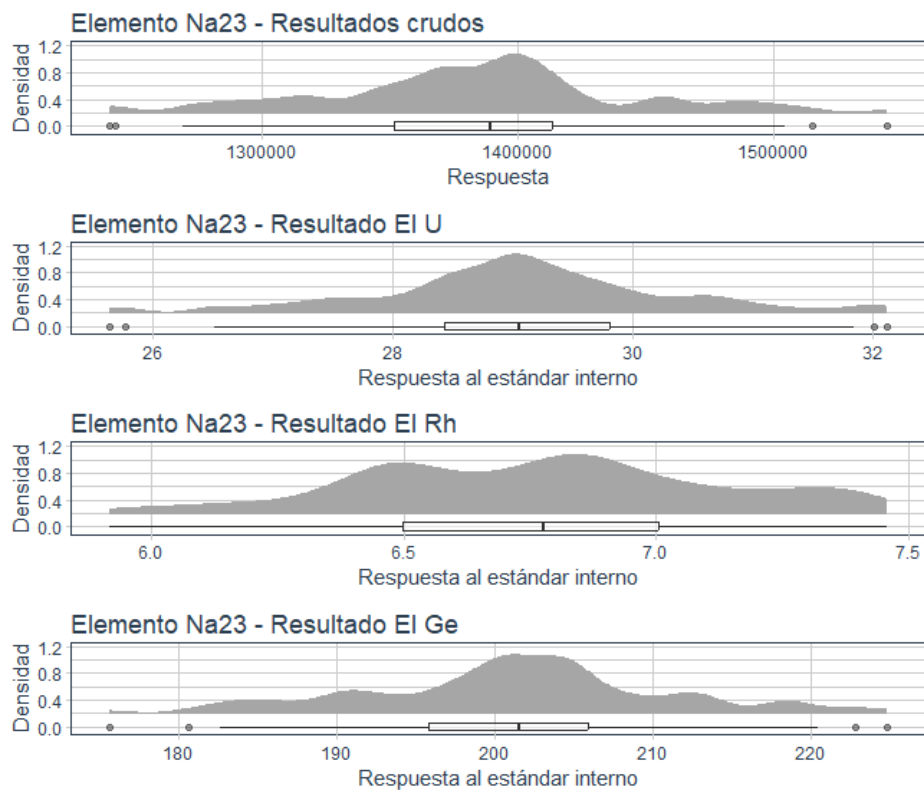 Elemento Na23 - Resultados crudos
Densidad
1.2
0.8
0.4
0.0
1300000 1400000 1500000
Respuesta
Elemento Na23 - Resultado EI U
Densidad
1.2
0.8
0.4
0.0
26 28 30 32
Respuesta al estándar interno
Elemento Na23 - Resultado EI Rh
Densidad
1.2
0.8
0.4
0.0
6.0 6.5 7.0 7.5
Respuesta al estándar interno
Elemento Na23 - Resultado EI Ge
Densidad
1.2
0.8
0.4
0.0
180 190 200 210 220
Respuesta al estándar interno